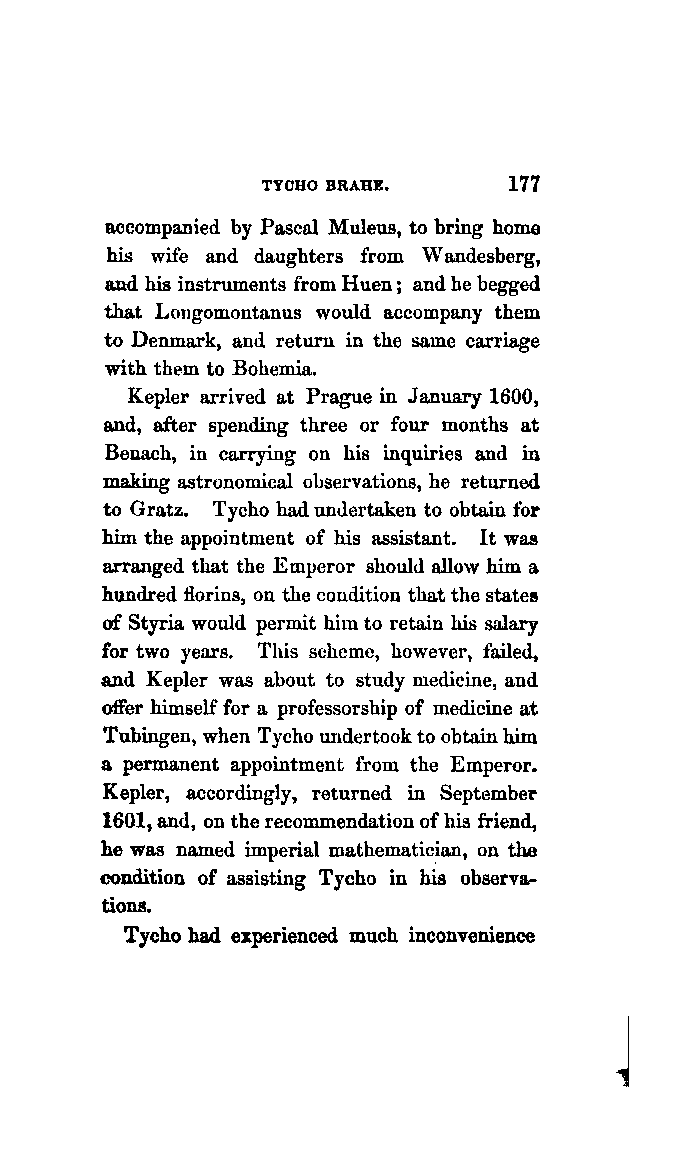 TYCHO BRAHE. 177
accompanied by Pascal Muleus, to bring home
his wife and daughters from Wandesberg,
and his instruments from Huen; and he begged
that Longomontanus would accompany them
to Denmark, and return in the same carriage
with them to Bohemia.
Kepler arrived at Prague in January 1600,
and, after spending three or four months at
Benach, in carrying on his inquiries and in
making astronomical observations, he returned
to Gratz. Tycho had undertaken to obtain for
him the appointment of his assistant. It was
arranged that the Emperor should allow him a
hundred florins, on the condition that the states
of Styria would permit him to retain his salary
for two years. This scheme, however, failed,
and Kepler was about to study medicine, and
offer himself for a professorship of medicine at
Tubingen, when Tycho undertook to obtain him
a permanent appointment from the Emperor.
Kepler, accordingly, returned in September
1601, and, on the recommendation of his friend,
he was named imperial mathematician, on the
condition of assisting Tycho in his observa-
tions.
Tycho had experienced much inconvenience